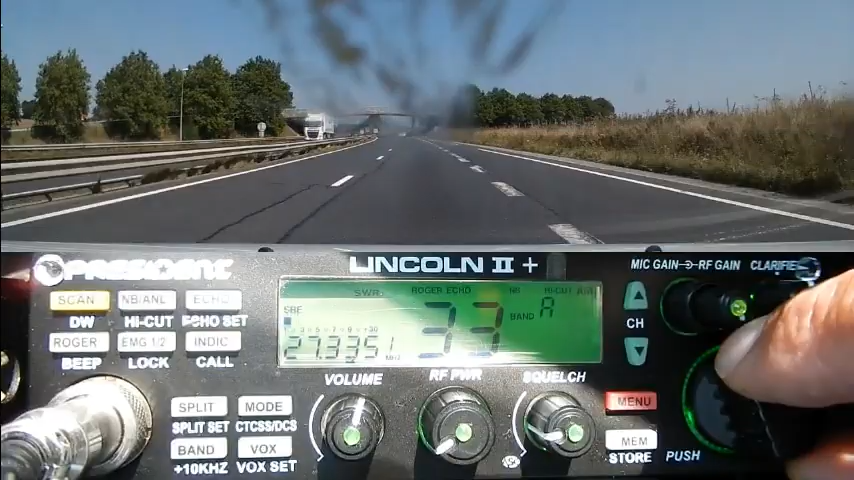 PRESIDENT LINCOLN II +
MIC GAIN RF GAIN CLARIFIE
SCAN NB/ANL ECHO
DW HI-CUT ECHO SET
ROGER EMG 1/2 INDIC
BEEP LOCK CALL
SWR ROGER ECHO HI-CUT
33
BAND A
27.3351 MHz
CH
VOLUME RF PWR SQUELCH
SPLIT MODE
SPLIT SET CTCSS/DCS
BAND VOX
+10KHZ VOX SET
MENU
MEM
STORE
PUSH